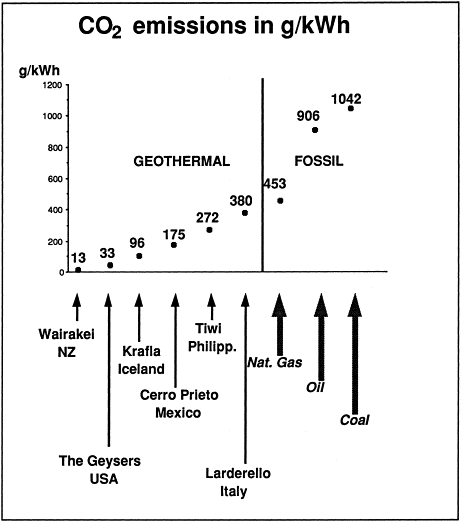 CO2 emissions in g/kWh
g/kWh
1200
1000
800
600
400
200
0
GEOTHERMAL
FOSSIL
13
33
96
175
272
380
453
906
1042
Wairakei
NZ
The Geysers
USA
Krafla
Iceland
Cerro Prieto
Mexico
Tiwi
Philipp.
Larderello
Italy
Nat. Gas
Oil
Coal